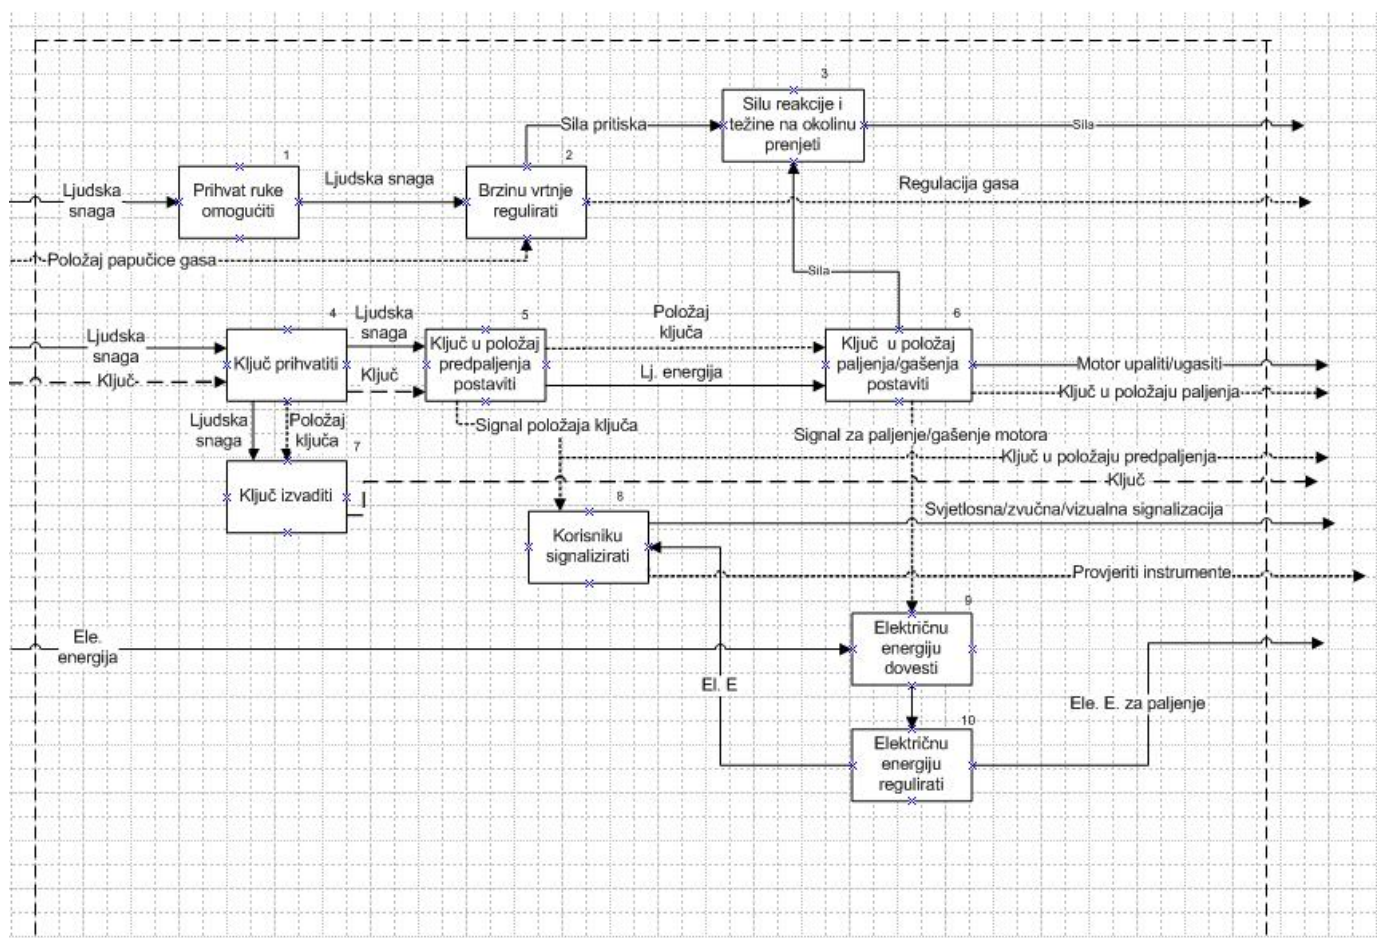 3
Silu reakcije i
težine na okolinu
prenjeti
Sila pritiska
Sila
1
2
Ljudska
snaga
Prihvat ruke
omogućiti
Ljudska snaga
Brzinu vrtnje
regulirati
Regulacija gasa
Položaj papučice gasa
Sila
4
5
6
Ljudska
snaga
Ključ
Ključ prihvatiti
Ljudska
snaga
Ključ
Ključ u položaj
predpaljenja
postaviti
Položaj
ključa
Lj. energija
Ključ u položaj
paljenja/gašenja
postaviti
Motor upaliti/ugasiti
Ključ u položaju paljenja
Ljudska
snaga
Položaj
ključa
Signal položaja ključa
Signal za paljenje/gašenje motora
7
Ključ u položaju predpaljenja
Ključ izvaditi
Ključ
8
Korisniku
signalizirati
Svjetlosna/zvučna/vizualna signalizacija
Provjeriti instrumente
9
Ele.
energija
Električnu
energiju
dovesti
El. E
Ele. E. za paljenje
10
Električnu
energiju
regulirati